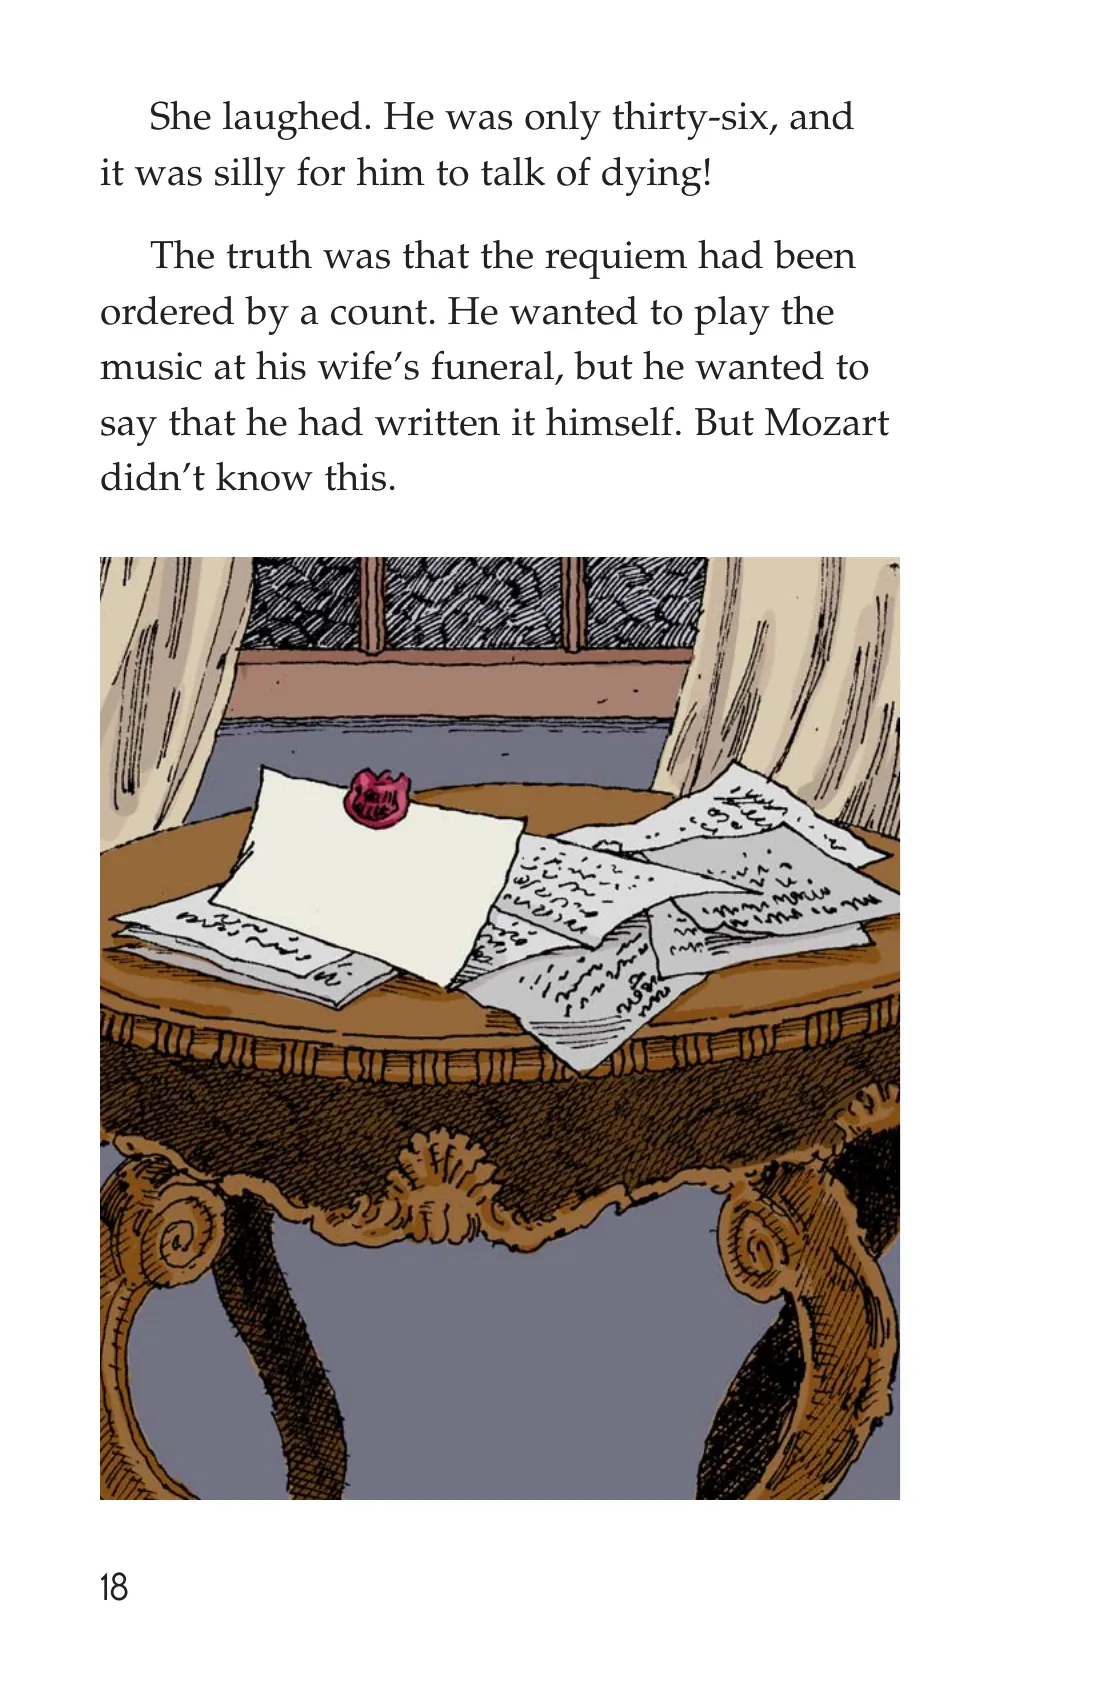 She laughed. He was only thirty-six, and
it was silly for him to talk of dying!
The truth was that the requiem had been
ordered by a count. He wanted to play the
music at his wife’s funeral, but he wanted to
say that he had written it himself. But Mozart
didn’t know this.
18